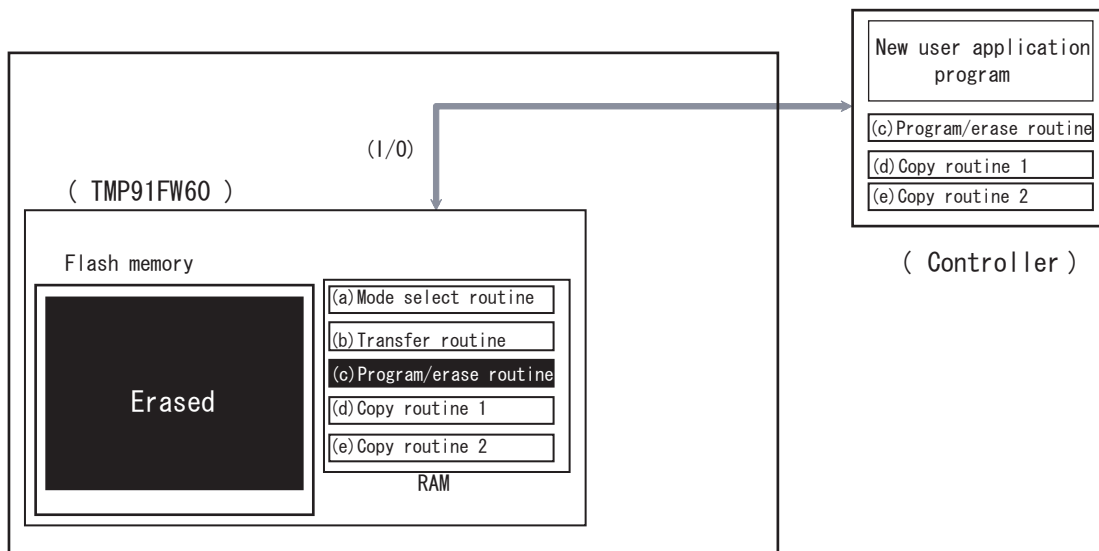 New user application
program
(c)Program/erase routine
(d)Copy routine 1
(e)Copy routine 2
( Controller )
(I/O)
( TMP91FW60 )
Flash memory
Erased
(a)Mode select routine
(b)Transfer routine
(c)Program/erase routine
(d)Copy routine 1
(e)Copy routine 2
RAM